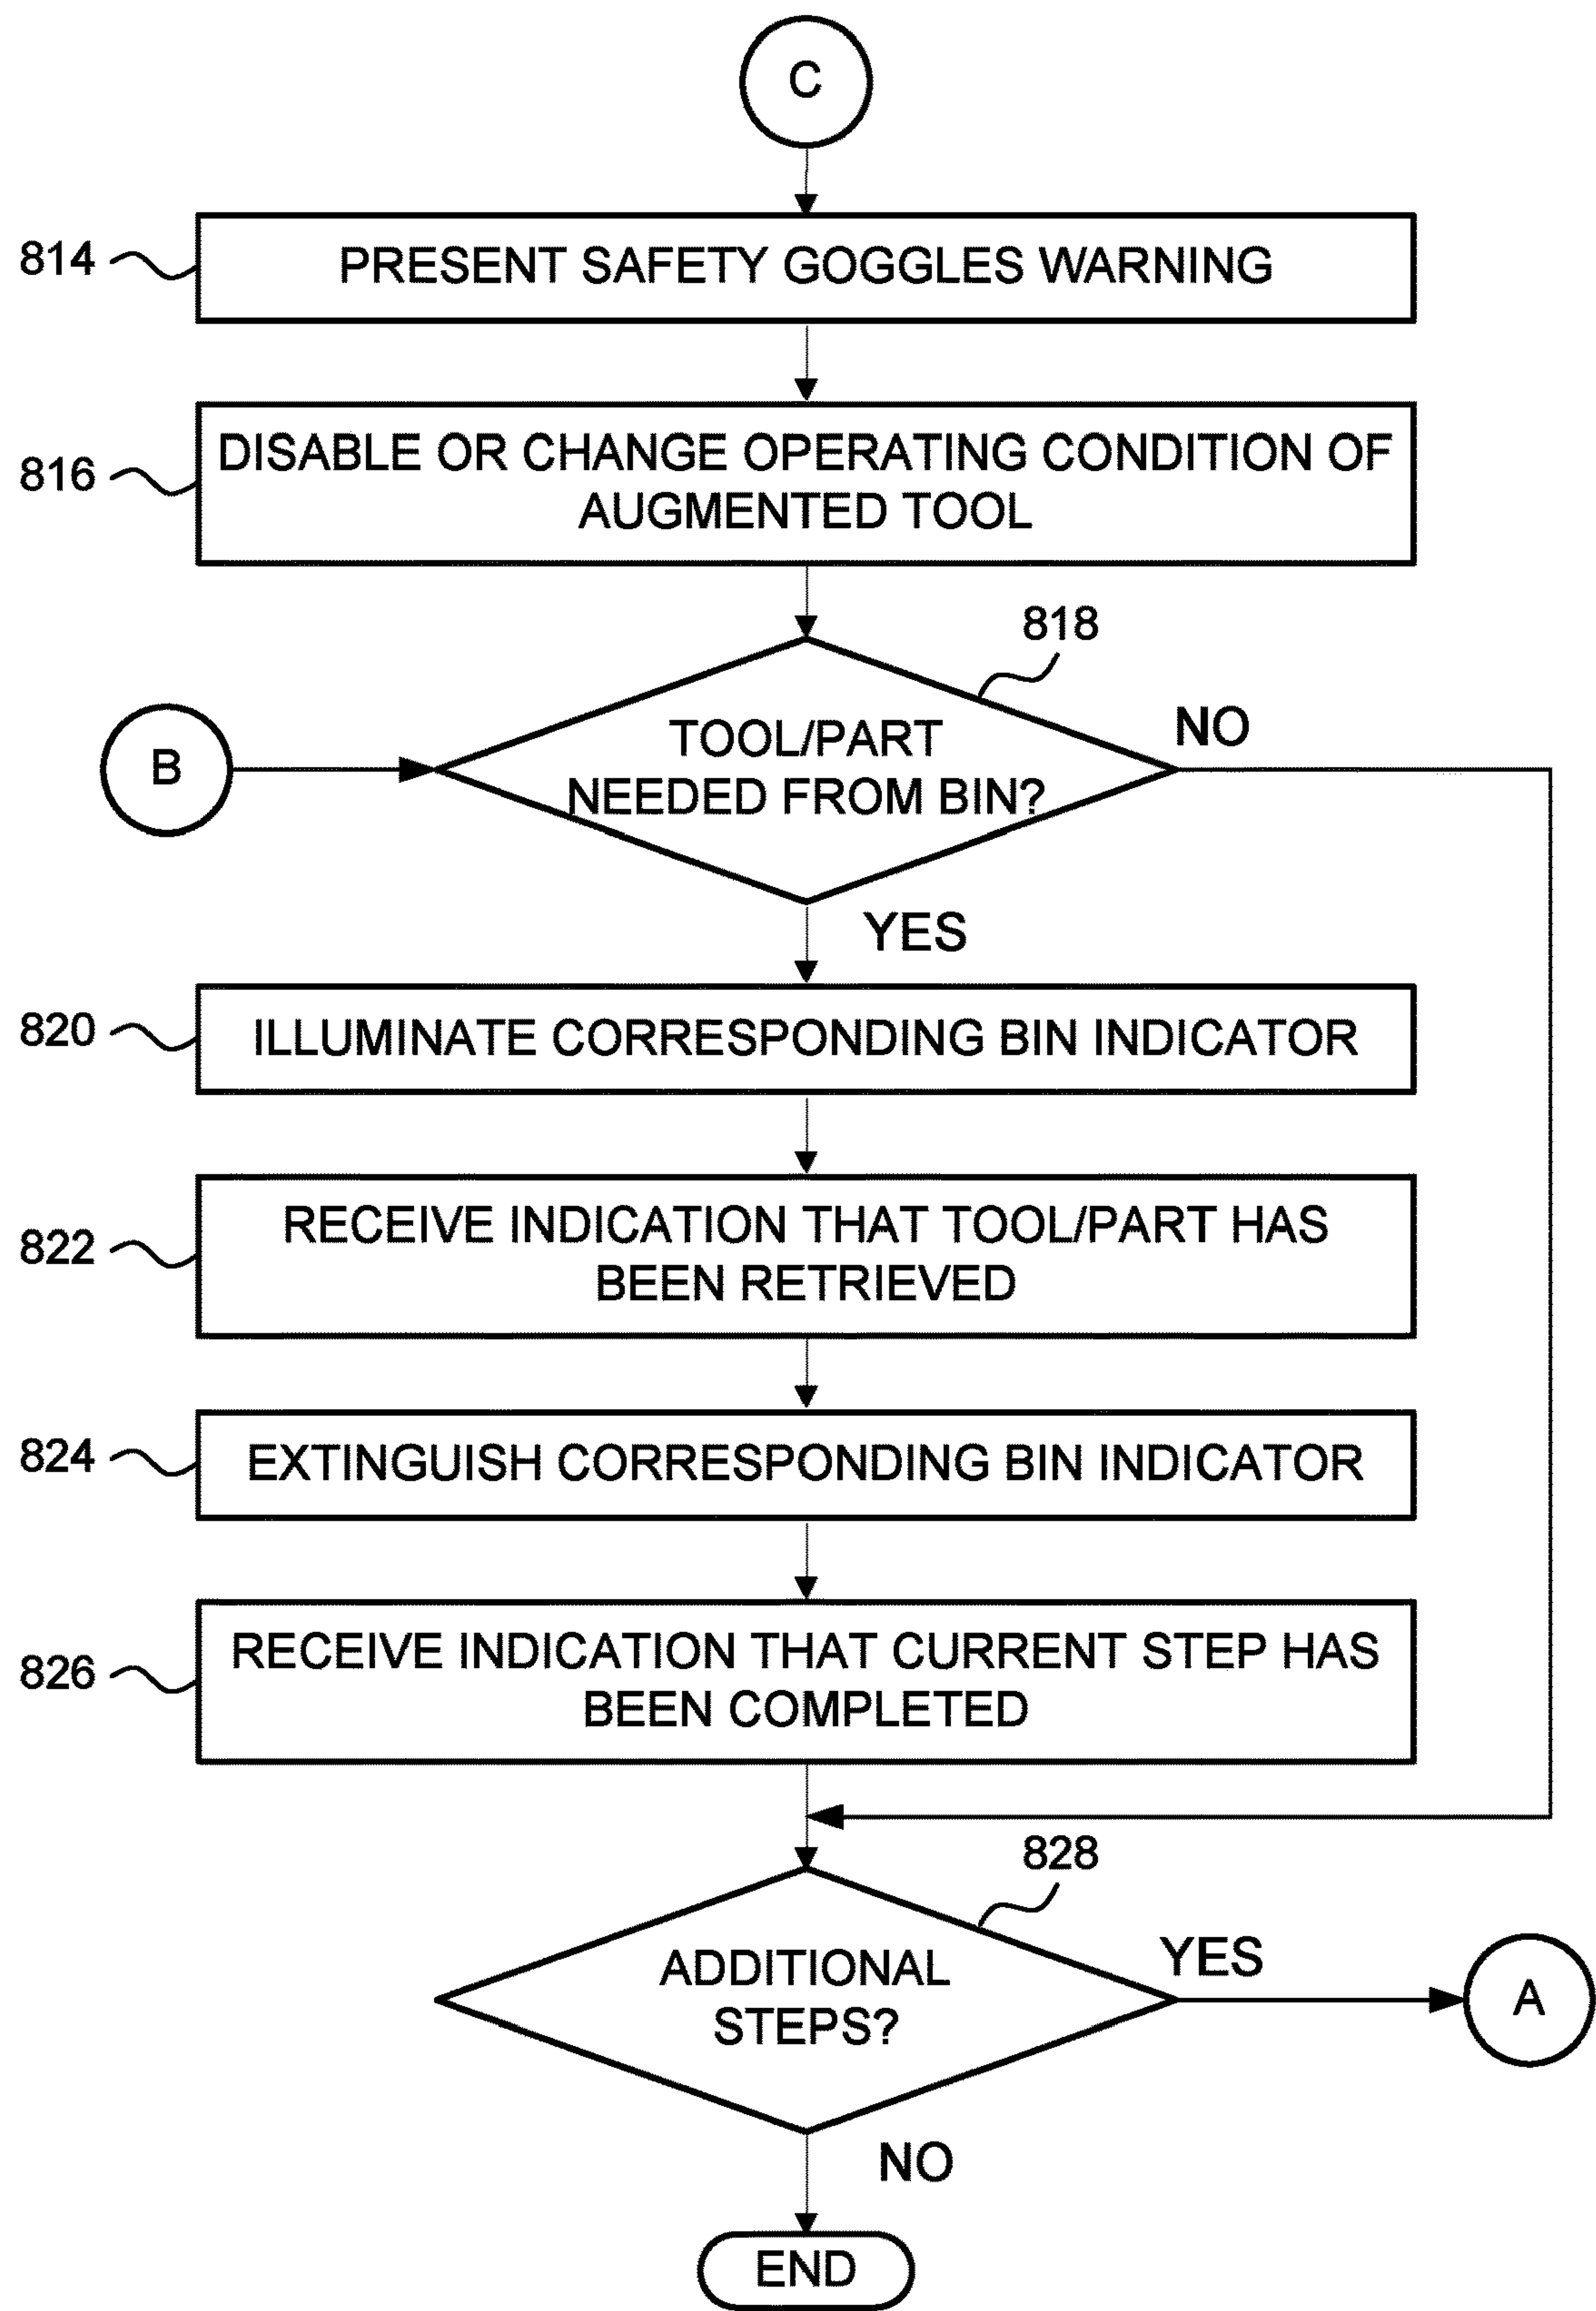 C
814
PRESENT SAFETY GOGGLES WARNING
816
DISABLE OR CHANGE OPERATING CONDITION OF
AUGMENTED TOOL
818
B
TOOL/PART
NEEDED FROM BIN?
NO
YES
820
ILLUMINATE CORRESPONDING BIN INDICATOR
822
RECEIVE INDICATION THAT TOOL/PART HAS
BEEN RETRIEVED
824
EXTINGUISH CORRESPONDING BIN INDICATOR
826
RECEIVE INDICATION THAT CURRENT STEP HAS
BEEN COMPLETED
828
ADDITIONAL
STEPS?
YES
A
NO
END